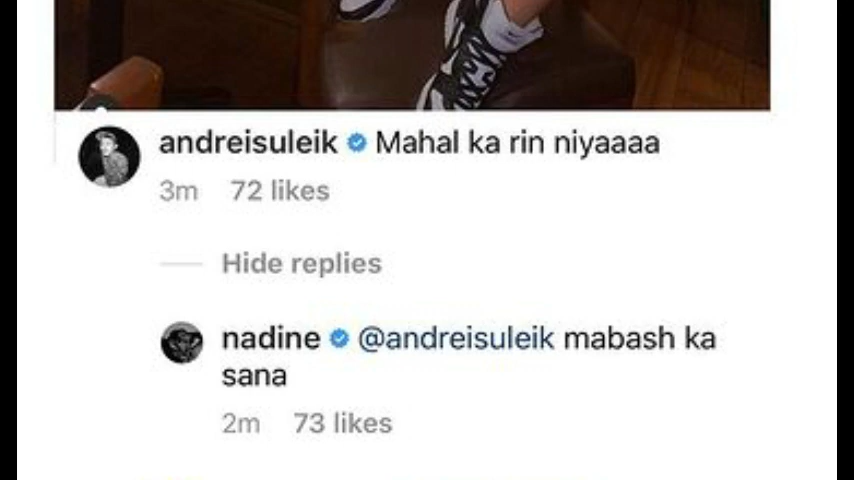 andreisuleik Mahal ka rin niyaaaa
3m 72 likes
Hide replies
nadine @andreisuleik mabash ka
sana
2m 73 likes